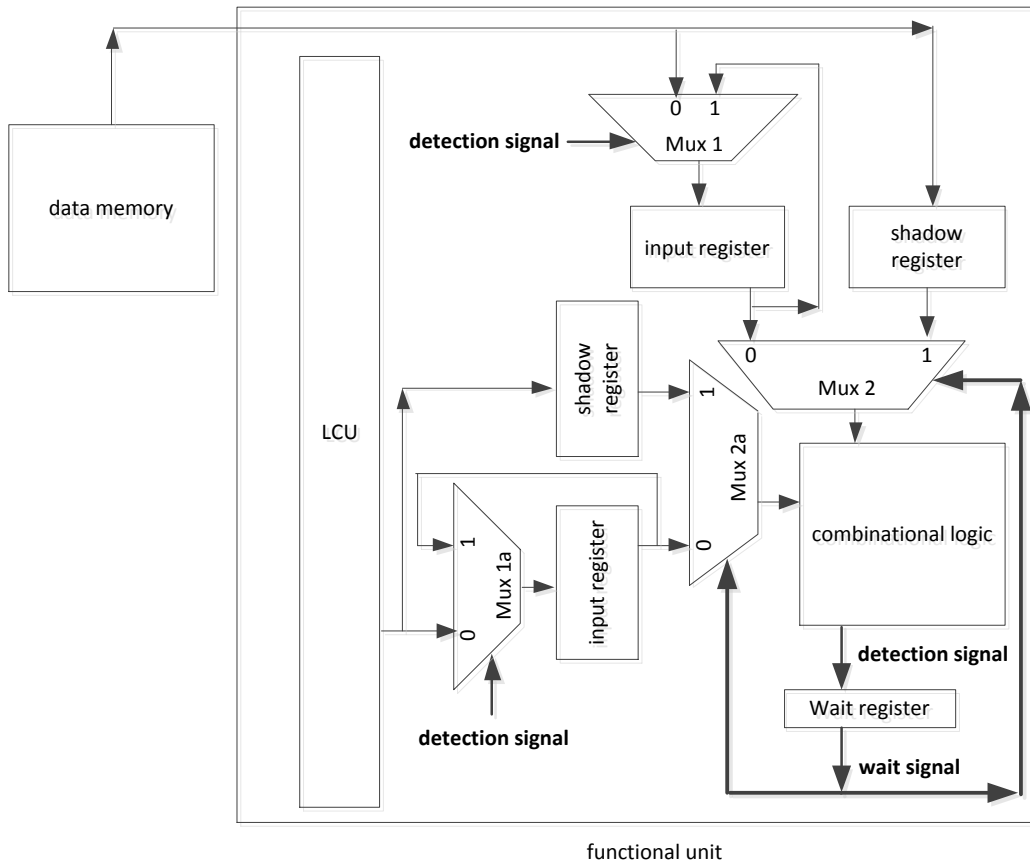 0 1
Mux 1
detection signal
data memory
input register
shadow
register
0 1
Mux 2
shadow
register
1
Mux 2a
0
LCU
1
Mux 1a
0
input register
combinational logic
detection signal
Wait register
wait signal
detection signal
functional unit